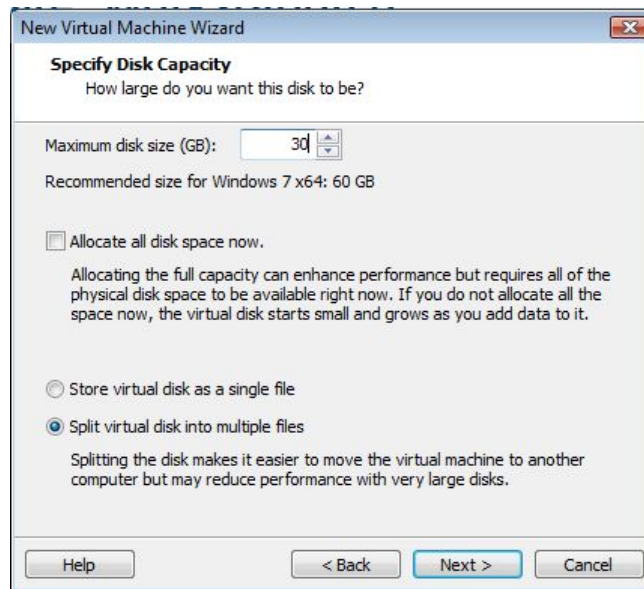 New Virtual Machine Wizard
Specify Disk Capacity
How large do you want this disk to be?
Maximum disk size (GB): 30
Recommended size for Windows 7 x64: 60 GB
Allocate all disk space now.
Allocating the full capacity can enhance performance but requires all of the
physical disk space to be available right now. If you do not allocate all the
space now, the virtual disk starts small and grows as you add data to it.
Store virtual disk as a single file
Split virtual disk into multiple files
Splitting the disk makes it easier to move the virtual machine to another
computer but may reduce performance with very large disks.
Help < Back Next > Cancel